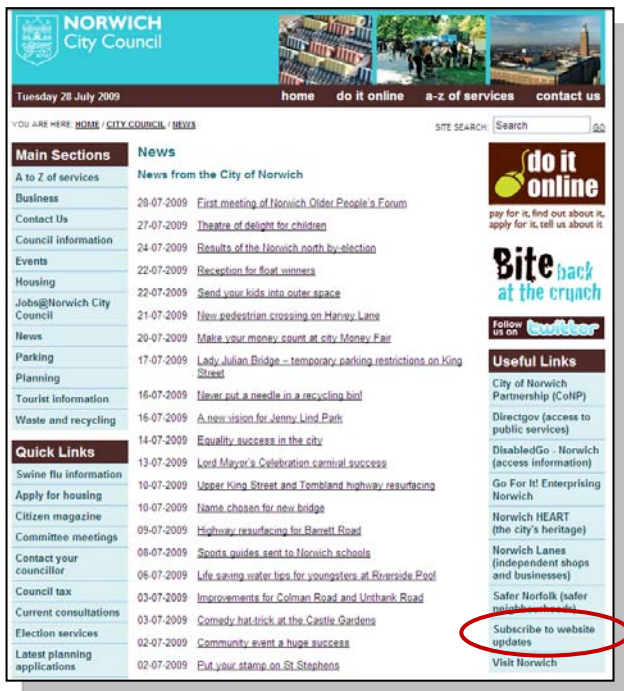 NORWICH
City Council
Tuesday 28 July 2009
home do it online a-z of services contact us
YOU ARE HERE: HOME / CITY COUNCIL / NEWS
SITE SEARCH: Search GO
Main Sections
A to Z of services
Business
Contact Us
Council information
Events
Housing
Jobs@Norwich City
Council
News
Parking
Planning
Tourist information
Waste and recycling
Quick Links
Swine flu information
Apply for housing
Citizen magazine
Committee meetings
Contact your
councillor
Council tax
Current consultations
Election services
Latest planning
applications
News
News from the City of Norwich
28-07-2009 First meeting of Norwich Older People's Forum
27-07-2009 Theatre of delight for children
24-07-2009 Results of the Norwich north by-election
22-07-2009 Reception for float winners
22-07-2009 Send your kids into outer space
21-07-2009 New pedestrian crossing on Harvey Lane
20-07-2009 Make your money count at city Money Fair
17-07-2009 Lady Julian Bridge – temporary parking restrictions on King
Street
16-07-2009 Never put a needle in a recycling bin!
16-07-2009 A new vision for Jenny Lind Park
14-07-2009 Equality success in the city
13-07-2009 Lord Mayor's Celebration carnival success
10-07-2009 Upper King Street and Tombland highway resurfacing
10-07-2009 Name chosen for new bridge
09-07-2009 Highway resurfacing for Barrett Road
08-07-2009 Sports guides sent to Norwich schools
06-07-2009 Life saving water tips for youngsters at Riverside Pool
03-07-2009 Improvements for Colman Road and Unthank Road
03-07-2009 Comedy hat-trick at the Castle Gardens
02-07-2009 Community event a huge success
02-07-2009 Put your stamp on St Stephens
do it
online
pay for it, find out about it,
apply for it, tell us about it
Bite back
at the crunch
Follow
us on twitter
Useful Links
City of Norwich
Partnership (CoNP)
Directgov (access to
public services)
DisabledGo - Norwich
(access information)
Go For It! Enterprising
Norwich
Norwich HEART
(the city's heritage)
Norwich Lanes
(independent shops
and businesses)
Safer Norfolk (safer
neighbourhoods)
Subscribe to website
updates
Visit Norwich